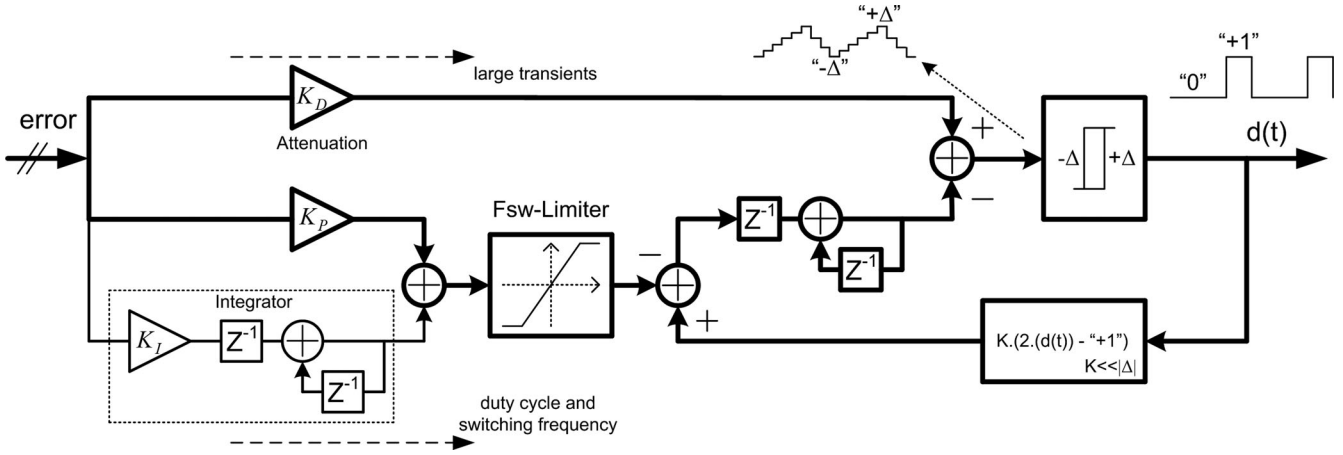 “+Δ”
“-Δ”
“+1”
“0”
large transients
K_D
Attenuation
error
+
-Δ
+Δ
d(t)
−
K_P
Fsw-Limiter
Z⁻¹
Z⁻¹
−
+
Integrator
K_I
Z⁻¹
Z⁻¹
K.(2.(d(t)) - “+1”)
K<<|Δ|
duty cycle and
switching frequency